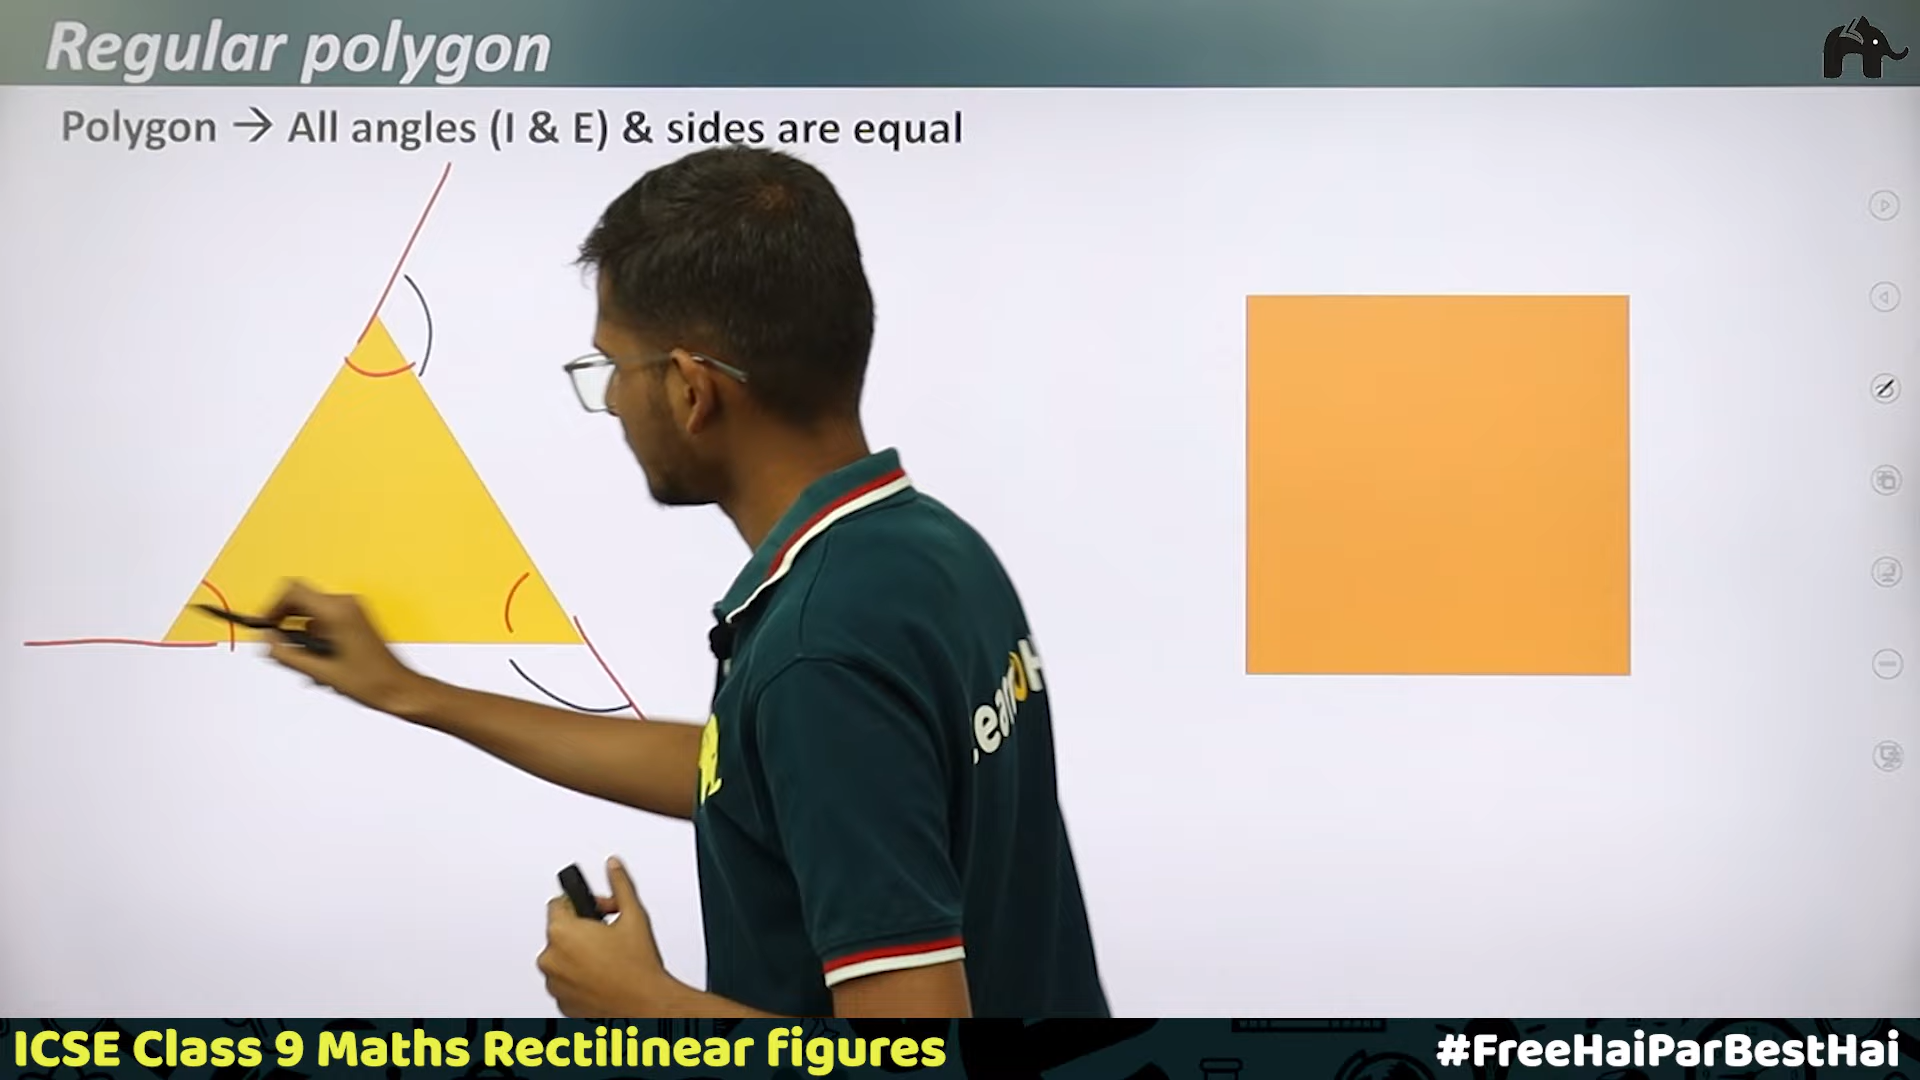 Regular polygon
Polygon → All angles (I & E) & sides are equal
ICSE Class 9 Maths Rectilinear figures
#FreeHaiParBestHai